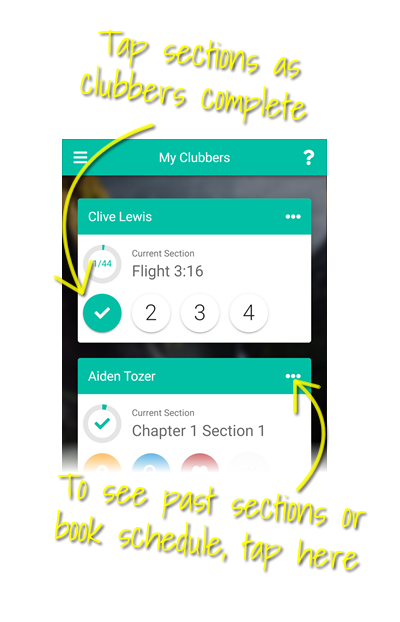 Tap sections as
clubbers complete
My Clubbers
?
Clive Lewis
1/44
Current Section
Flight 3:16
2 3 4
Aiden Tozer
Current Section
Chapter 1 Section 1
To see past sections or
book schedule, tap here